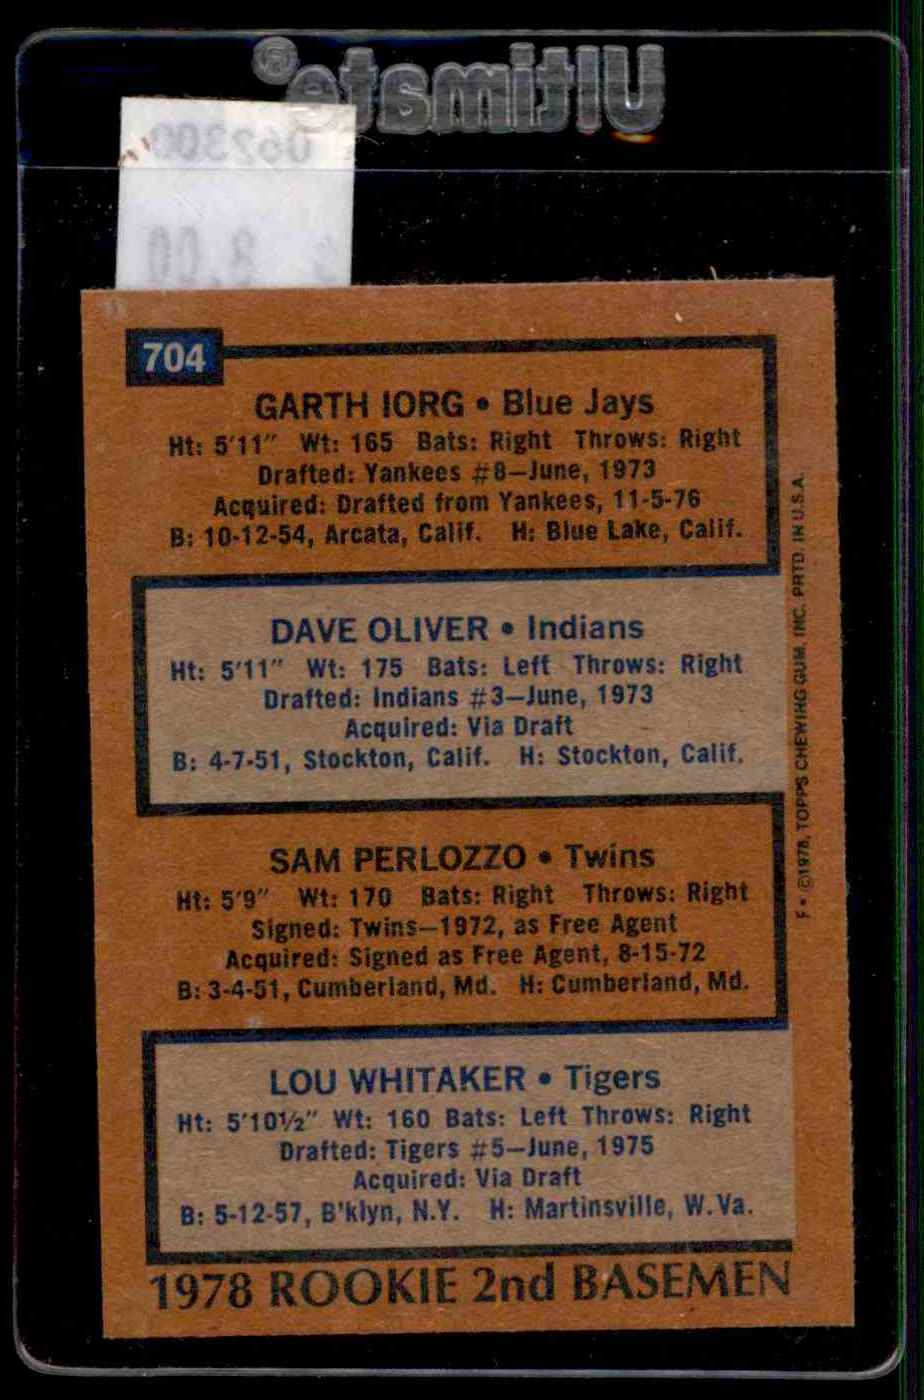 Ultimate®
062300
3.00
704
GARTH IORG • Blue Jays
Ht: 5'11" Wt: 165 Bats: Right Throws: Right
Drafted: Yankees #8—June, 1973
Acquired: Drafted from Yankees, 11-5-76
B: 10-12-54, Arcata, Calif. H: Blue Lake, Calif.
DAVE OLIVER • Indians
Ht: 5'11" Wt: 175 Bats: Left Throws: Right
Drafted: Indians #3—June, 1973
Acquired: Via Draft
B: 4-7-51, Stockton, Calif. H: Stockton, Calif.
SAM PERLOZZO • Twins
Ht: 5'9" Wt: 170 Bats: Right Throws: Right
Signed: Twins—1972, as Free Agent
Acquired: Signed as Free Agent, 8-15-72
B: 3-4-51, Cumberland, Md. H: Cumberland, Md.
LOU WHITAKER • Tigers
Ht: 5'10½" Wt: 160 Bats: Left Throws: Right
Drafted: Tigers #5—June, 1975
Acquired: Via Draft
B: 5-12-57, B'klyn, N.Y. H: Martinsville, W.Va.
1978 ROOKIE 2nd BASEMEN
F• ©1978, TOPPS CHEWING GUM, INC. PRTD. IN U.S.A.